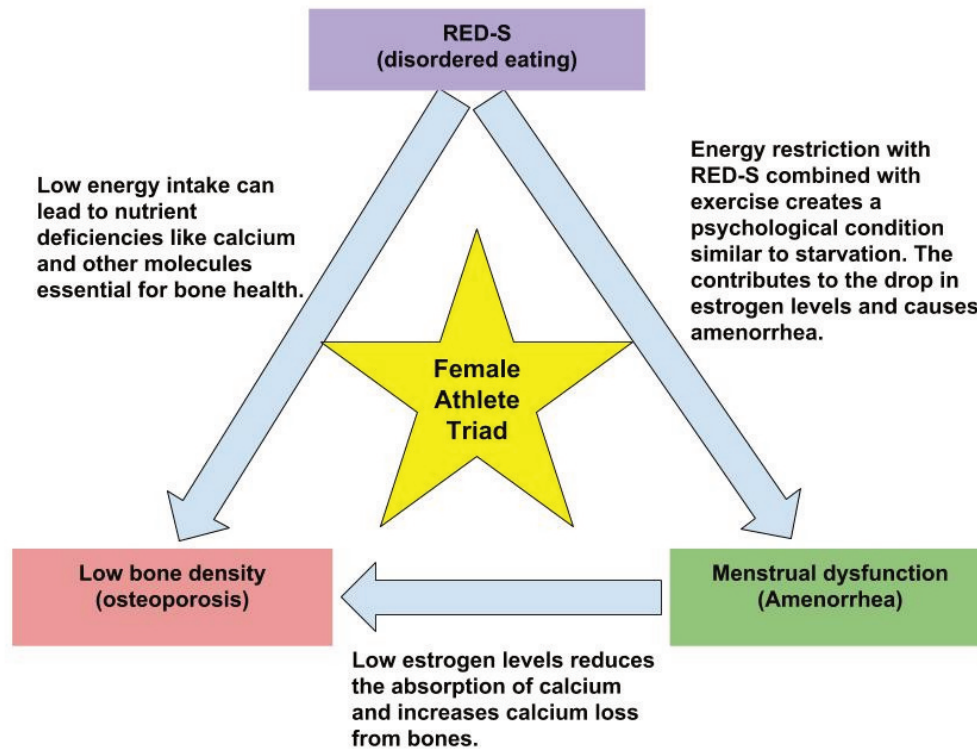 RED-S
(disordered eating)
Low energy intake can
lead to nutrient
deficiencies like calcium
and other molecules
essential for bone health.
Energy restriction with
RED-S combined with
exercise creates a
psychological condition
similar to starvation. The
contributes to the drop in
estrogen levels and causes
amenorrhea.
Female
Athlete
Triad
Low bone density
(osteoporosis)
Menstrual dysfunction
(Amenorrhea)
Low estrogen levels reduces
the absorption of calcium
and increases calcium loss
from bones.